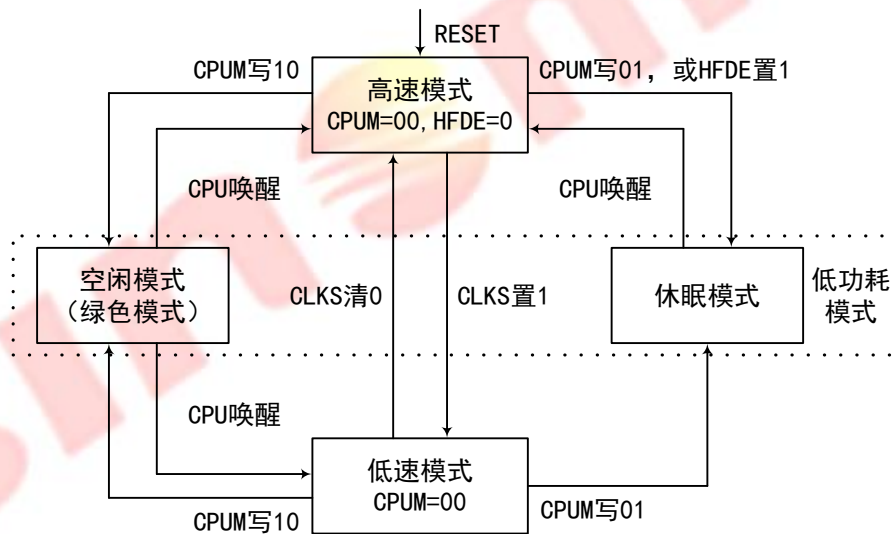 RESET
CPUM写10
CPUM写01，或HFDE置1
高速模式
CPUM=00,HFDE=0
CPU唤醒
CPU唤醒
空闲模式
（绿色模式）
CLKS清0
CLKS置1
休眠模式
低功耗
模式
CPU唤醒
低速模式
CPUM=00
CPUM写10
CPUM写01